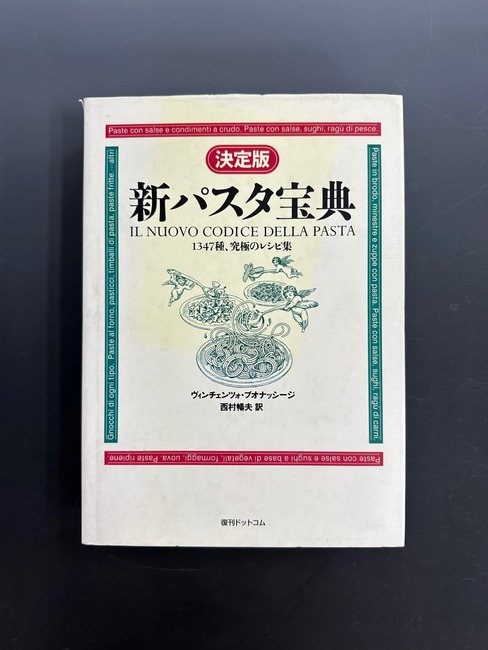 Paste con salse e condimenti a crudo. Paste con salse, sughi, ragù di pesce.
決定版
新パスタ宝典
IL NUOVO CODICE DELLA PASTA
1347種、究極のレシピ集
ヴィンチェンツォ・ブオナッシージ
西村暢夫 訳
Paste in brodo, minestre e zuppe con pasta. Paste con salse, sughi, ragù di carni.
Paste con salse e sughi a base di vegetali, formaggi, uova. Paste ripiene.
Gnocchi di ogni tipo. Paste al forno, pasticci, timballi di pasta, paste fritte...altri
復刊ドットコム